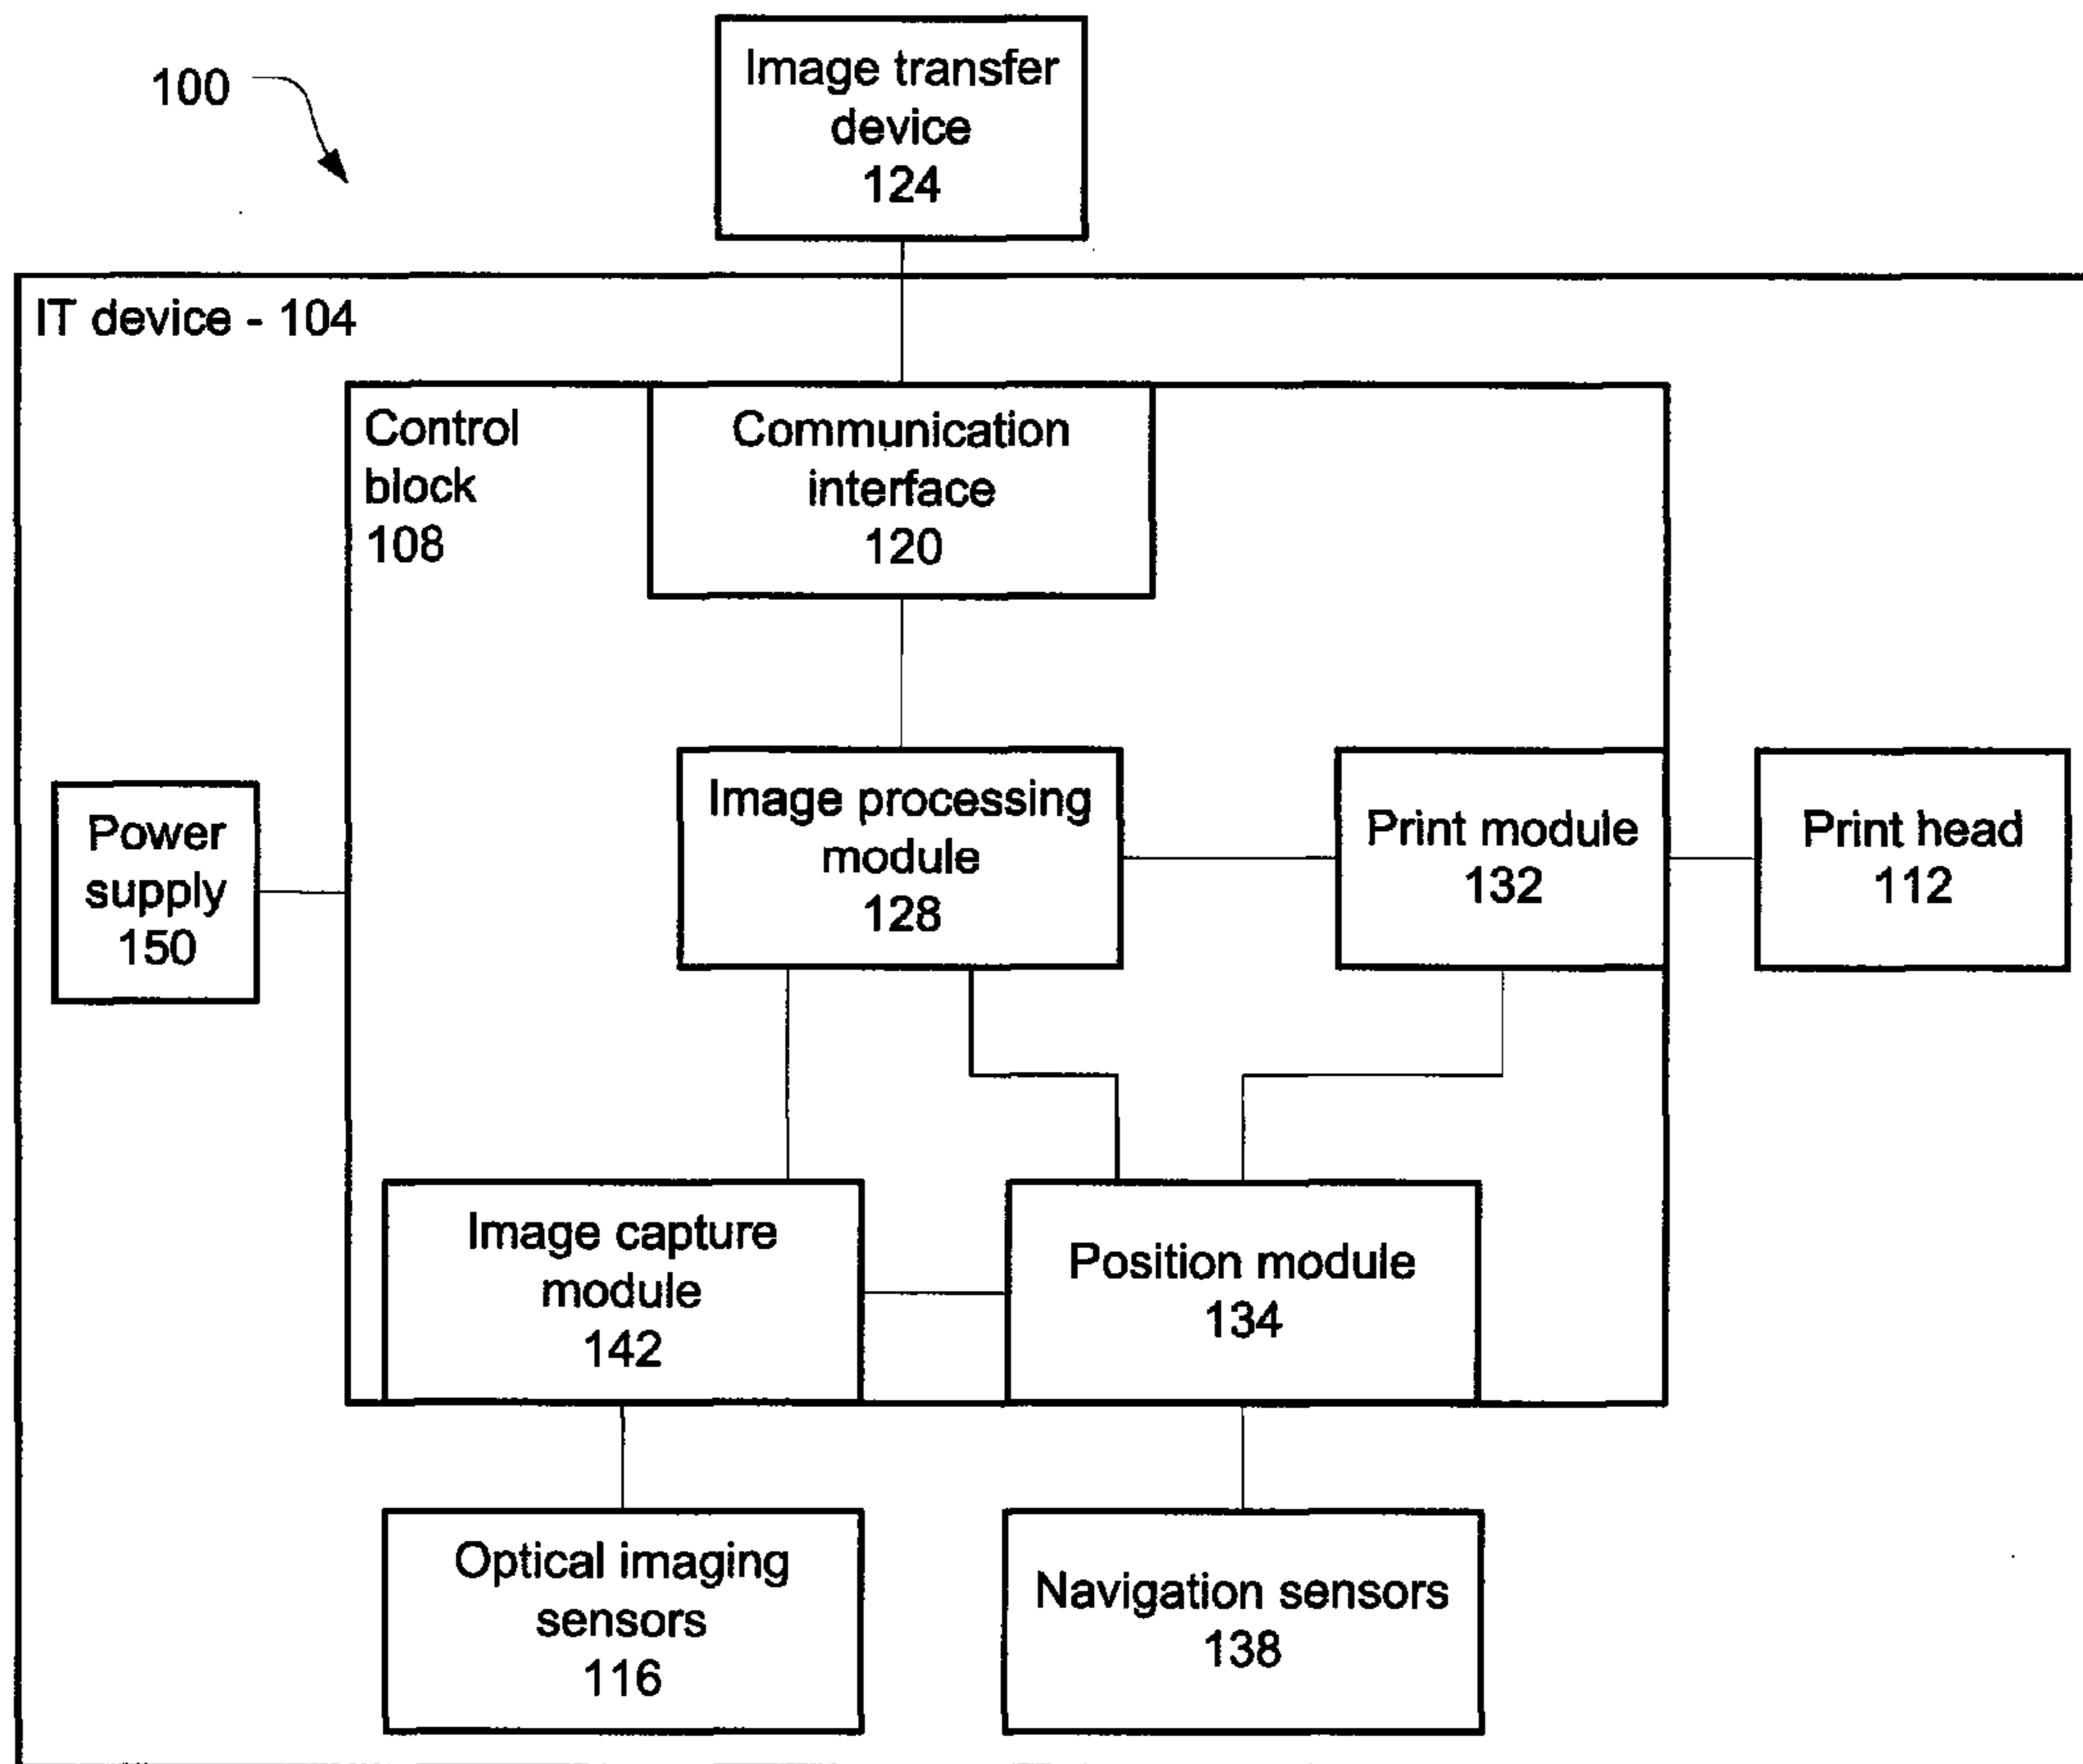 100
Image transfer
device
124
IT device - 104
Control
block
108
Communication
interface
120
Power
supply
150
Image processing
module
128
Print module
132
Print head
112
Image capture
module
142
Position module
134
Optical imaging
sensors
116
Navigation sensors
138